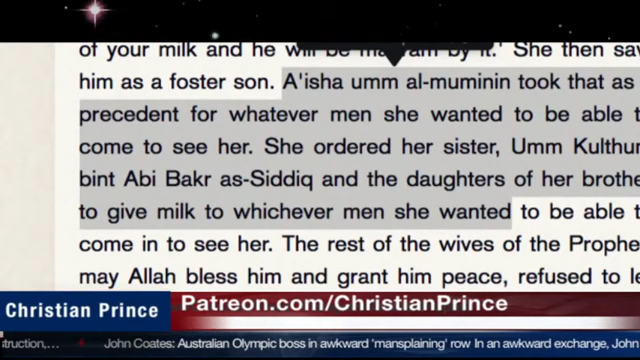 of your milk and he will be by it.' She then
him as a foster son. A'isha umm al-muminin took that as
precedent for whatever men she wanted to be able
come to see her. She ordered her sister, Umm
bint Abi Bakr as-Siddiq and the daughters of her
to give milk to whichever men she wanted to be able
come in to see her. The rest of the wives of the
may Allah bless him and grant him peace, refused to
Christian Prince
Patreon.com/ChristianPrince
John Coates: Australian Olympic boss in awkward 'mansplaining' row In an awkward exchange, John